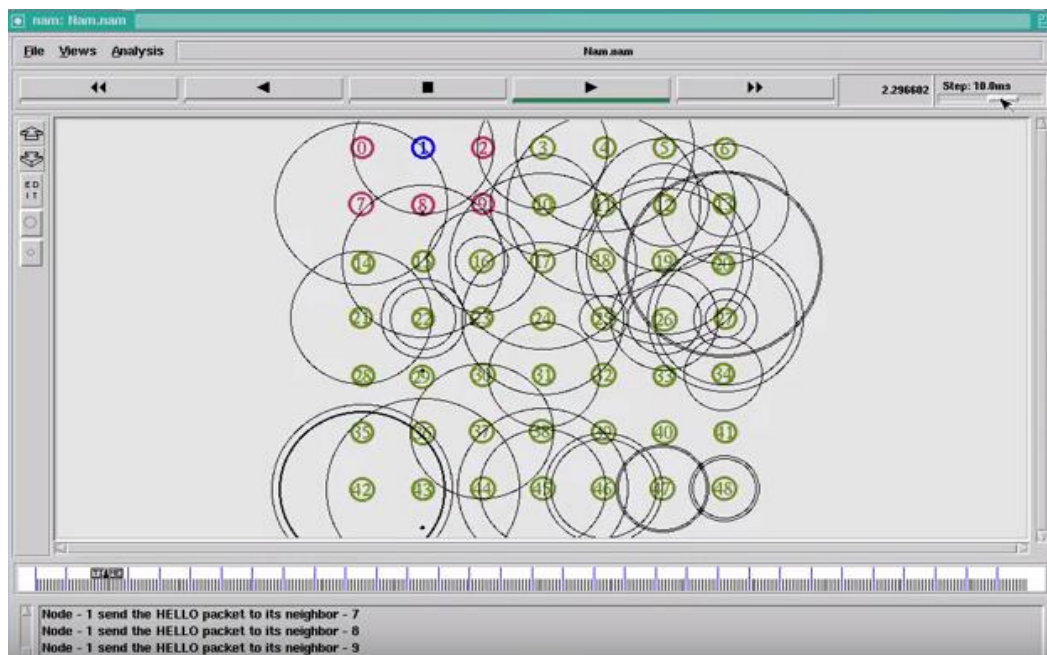 nam: Nam.nam
File Views Analysis Nam.nam
2.296602 Step: 10.0ms
E D
I T
0 1 2 3 4 5 6
7 8 9 10 11 12 13
14 15 16 17 18 19 20
21 22 23 24 25 26 27
28 29 30 31 32 33 34
35 36 37 38 39 40 41
42 43 44 45 46 47 48
Node - 1 send the HELLO packet to its neighbor - 7
Node - 1 send the HELLO packet to its neighbor - 8
Node - 1 send the HELLO packet to its neighbor - 9